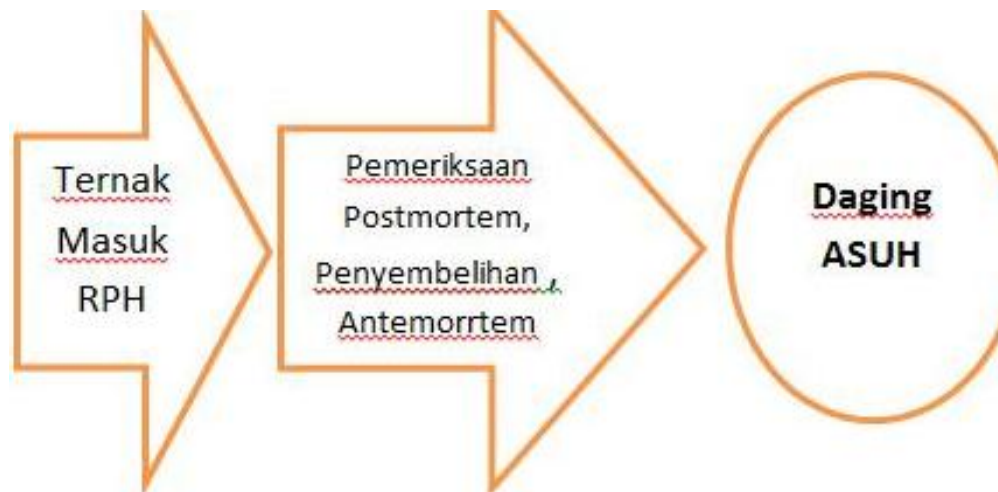 Ternak
Masuk
RPH
Pemeriksaan
Postmortem,
Penyembelihan ,
Antemorrtem
Daging
ASUH